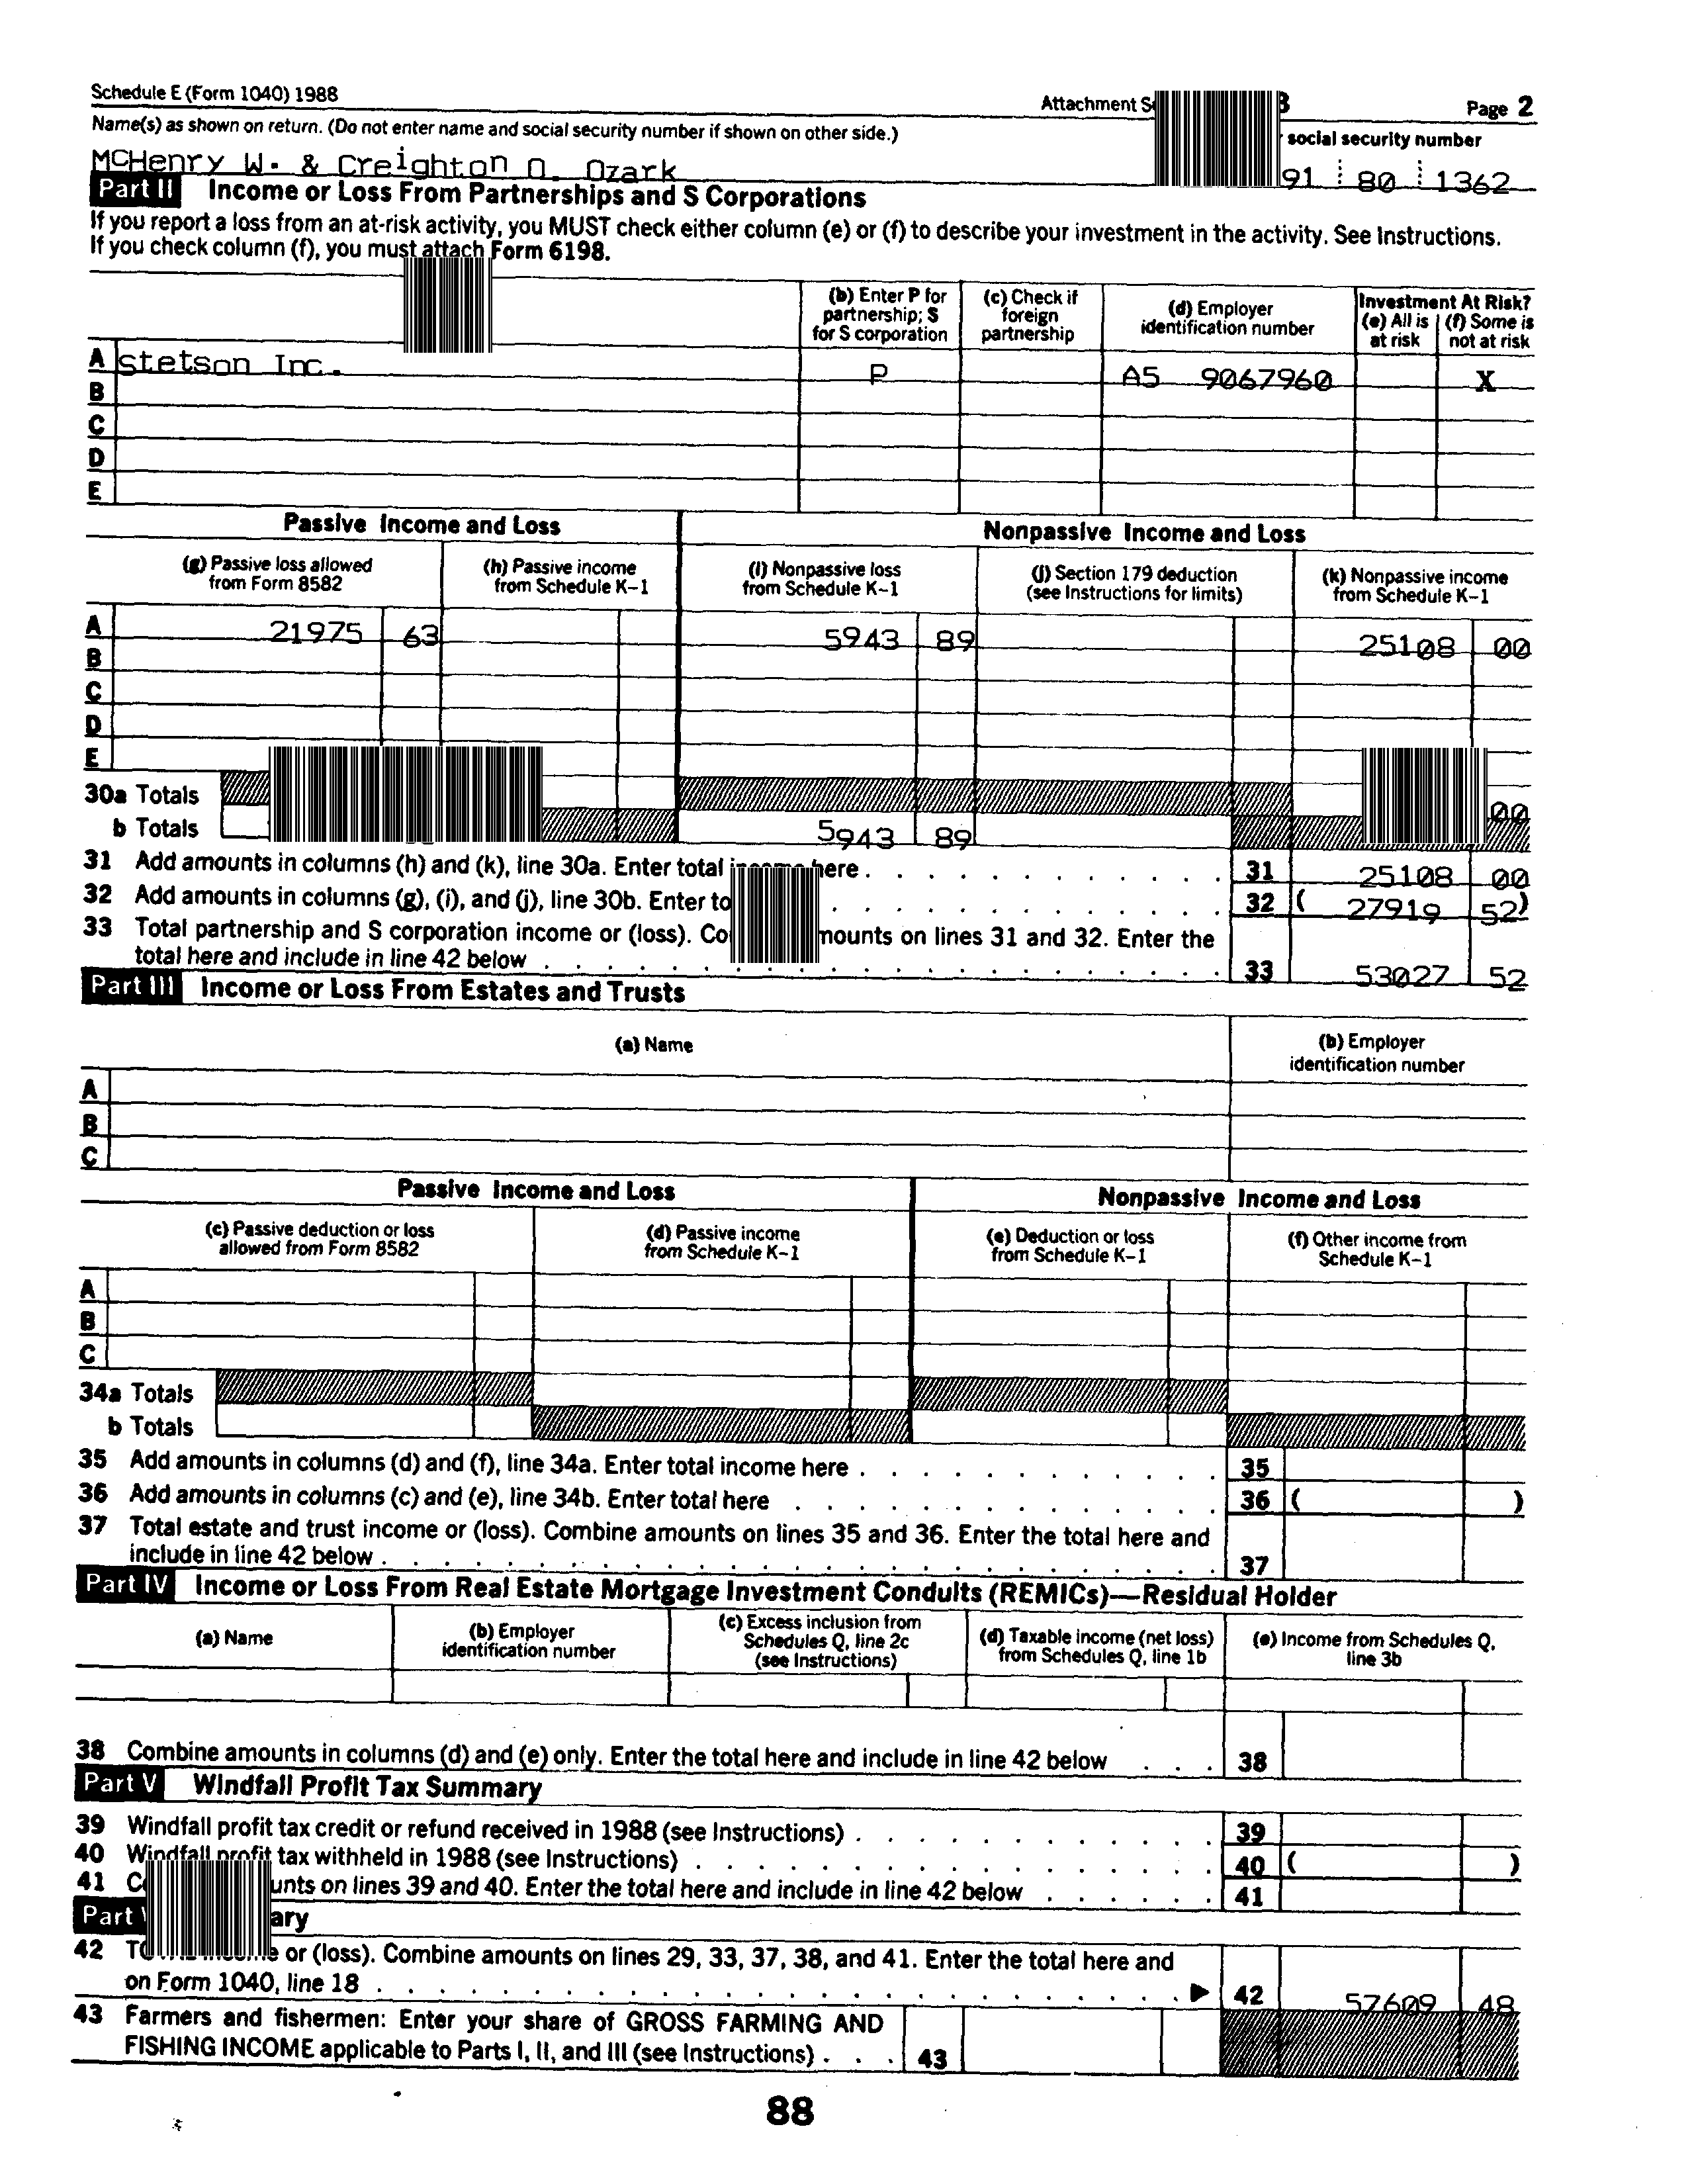 Schedule E (Form 1040) 1988 Attachment Page 2
Name(s) as shown on return. (Do not enter name and social security number if shown on other side.) social security number
McHenry W. & Creighton O. Ozark 91 80 1362
Part II Income or Loss From Partnerships and S Corporations
If you report a loss from an at-risk activity, you MUST check either column (e) or (f) to describe your investment in the activity. See Instructions.
If you check column (f), you must attach Form 6198.
(b) Enter P for partnership; S for S corporation (c) Check if foreign partnership (d) Employer identification number Investment At Risk? (e) All is at risk (f) Some is not at risk
A Stetson Inc. P A5 9067960 X
B
C
D
E
Passive Income and Loss Nonpassive Income and Loss
(g) Passive loss allowed from Form 8582 (h) Passive income from Schedule K–1 (i) Nonpassive loss from Schedule K–1 (j) Section 179 deduction (see Instructions for limits) (k) Nonpassive income from Schedule K–1
A 21975 63 5943 89 25108 00
B
C
D
E
30a Totals 00
b Totals 5943 89
31 Add amounts in columns (h) and (k), line 30a. Enter total income here 31 25108 00
32 Add amounts in columns (g), (i), and (j), line 30b. Enter 32 ( 27919 52)
33 Total partnership and S corporation income or (loss). amounts on lines 31 and 32. Enter the
total here and include in line 42 below 33 53027 52
Part III Income or Loss From Estates and Trusts
(a) Name (b) Employer identification number
A
B
C
Passive Income and Loss Nonpassive Income and Loss
(c) Passive deduction or loss allowed from Form 8582 (d) Passive income from Schedule K–1 (e) Deduction or loss from Schedule K–1 (f) Other income from Schedule K–1
A
B
C
34a Totals
b Totals
35 Add amounts in columns (d) and (f), line 34a. Enter total income here 35
36 Add amounts in columns (c) and (e), line 34b. Enter total here 36 ( )
37 Total estate and trust income or (loss). Combine amounts on lines 35 and 36. Enter the total here and
include in line 42 below 37
Part IV Income or Loss From Real Estate Mortgage Investment Conduits (REMICs)—Residual Holder
(a) Name (b) Employer identification number (c) Excess inclusion from Schedules Q, line 2c (see Instructions) (d) Taxable income (net loss) from Schedules Q, line 1b (e) Income from Schedules Q, line 3b
38 Combine amounts in columns (d) and (e) only. Enter the total here and include in line 42 below 38
Part V Windfall Profit Tax Summary
39 Windfall profit tax credit or refund received in 1988 (see Instructions) 39
40 Windfall profit tax withheld in 1988 (see Instructions) 40 ( )
41 on lines 39 and 40. Enter the total here and include in line 42 below 41
Part
42 or (loss). Combine amounts on lines 29, 33, 37, 38, and 41. Enter the total here and
on Form 1040, line 18 ▶ 42 57609 48
43 Farmers and fishermen: Enter your share of GROSS FARMING AND
FISHING INCOME applicable to Parts I, II, and III (see Instructions) 43
88